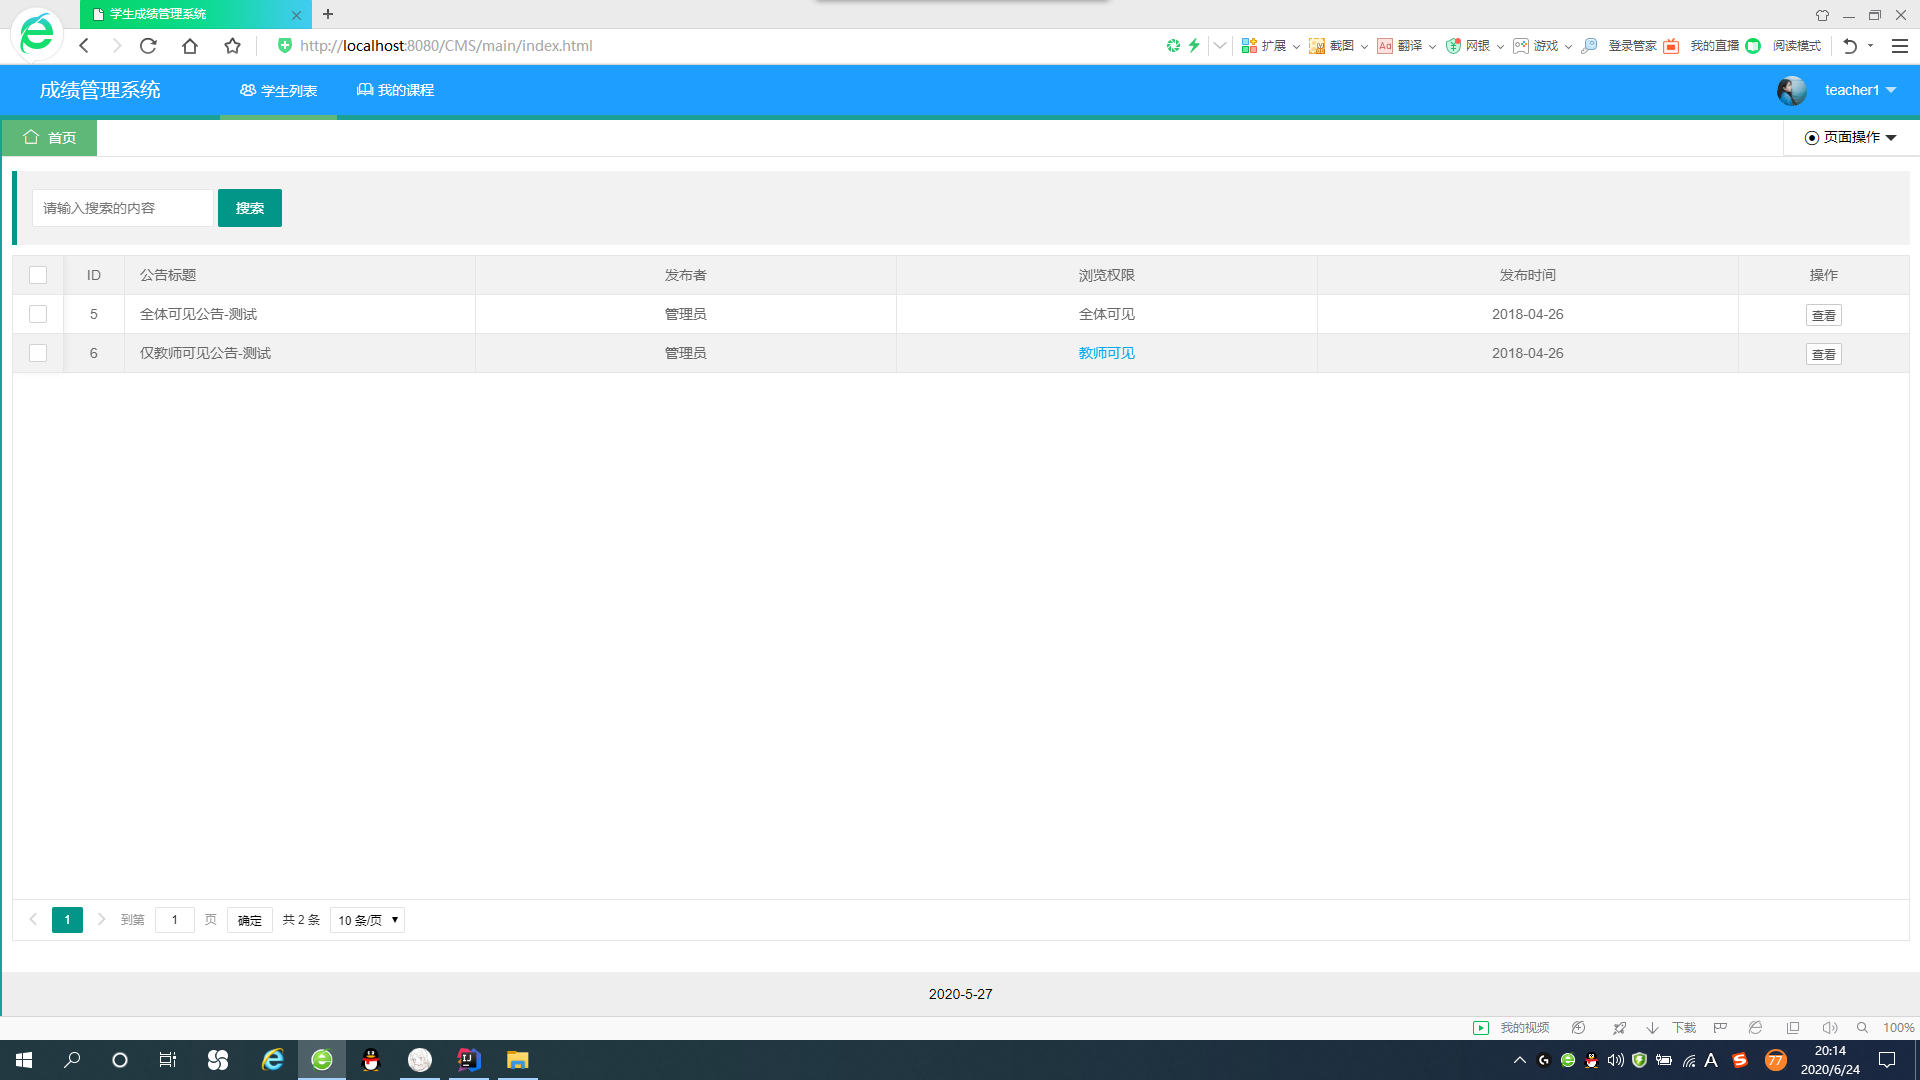 学生成绩管理系统
http://localhost:8080/CMS/main/index.html
扩展 截图 Aa 翻译 网银 游戏 登录管家 我的直播 阅读模式
成绩管理系统 学生列表 我的课程 teacher1
首页 页面操作
请输入搜索的内容 搜索
ID 公告标题 发布者 浏览权限 发布时间 操作
5 全体可见公告-测试 管理员 全体可见 2018-04-26 查看
6 仅教师可见公告-测试 管理员 教师可见 2018-04-26 查看
1 到第 1 页 确定 共 2 条 10 条/页
2020-5-27
我的视频 下载 100%
IJ A S 77 20:14
2020/6/24